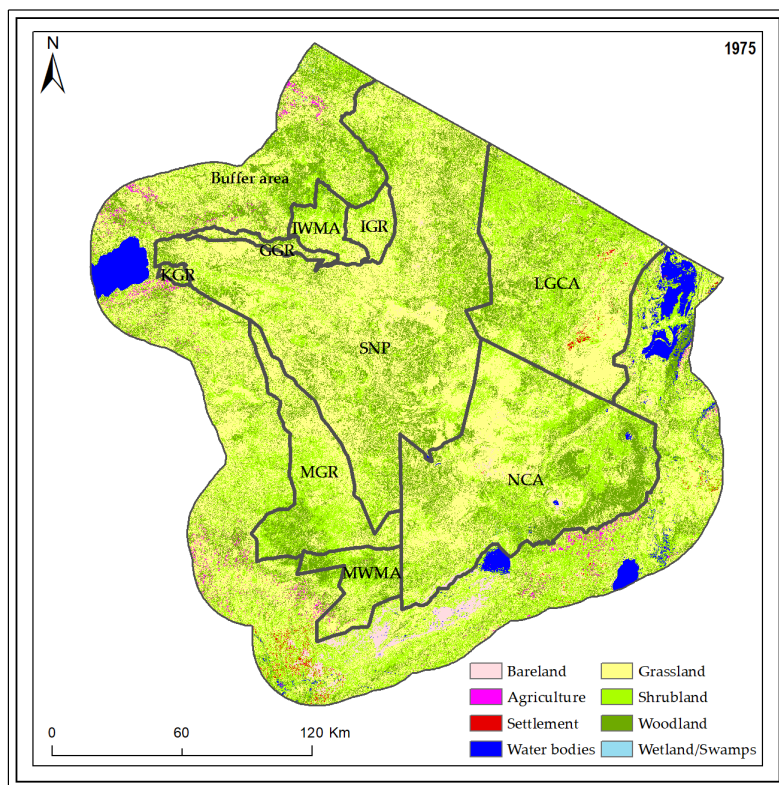 1975
N
Buffer area
IWMA
IGR
GGR
KGR
LGCA
SNP
MGR
NCA
MWMA
Bareland
Grassland
Agriculture
Shrubland
Settlement
Woodland
Water bodies
Wetland/Swamps
0 60 120 Km